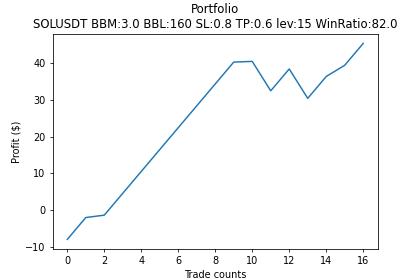 Portfolio
SOLUSDT BBM:3.0 BBL:160 SL:0.8 TP:0.6 lev:15 WinRatio:82.0
40
30
20
10
0
−10
Profit ($)
0 2 4 6 8 10 12 14 16
Trade counts